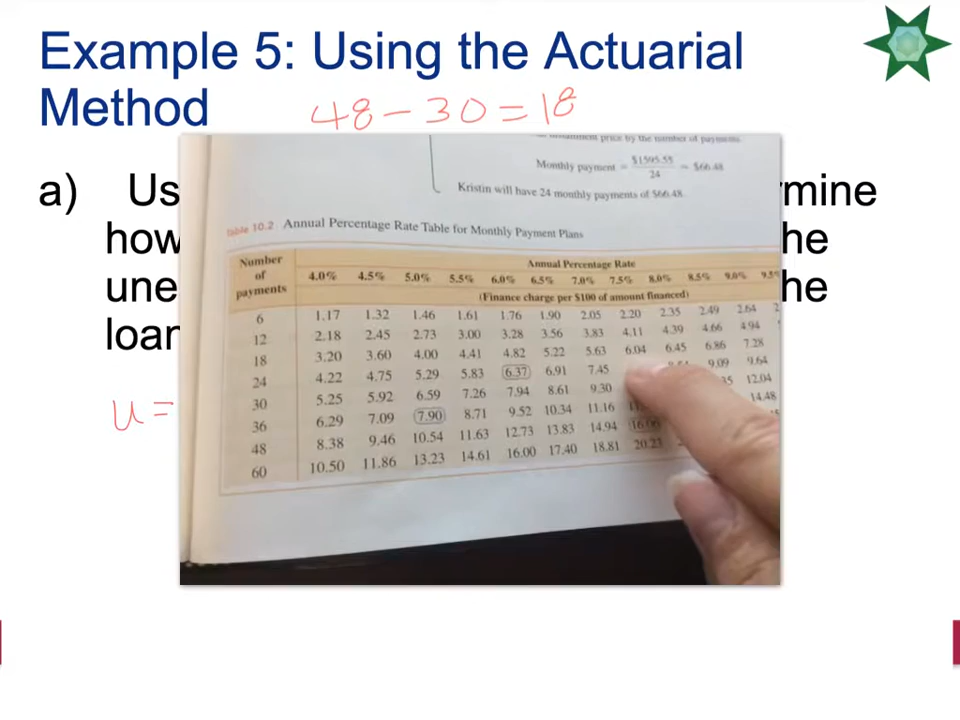 Example 5: Using the Actuarial
Method
48 - 30 = 18
a) Us
mine
how
he
une
he
loan
u =
Monthly payment = $1595.55 / 24 = $66.48
Kristin will have 24 monthly payments of $66.48.
Table 10.2 Annual Percentage Rate Table for Monthly Payment Plans
Number of payments
Annual Percentage Rate
4.0% 4.5% 5.0% 5.5% 6.0% 6.5% 7.0% 7.5% 8.0% 8.5% 9.0% 9.5
(Finance charge per $100 of amount financed)
6 1.17 1.32 1.46 1.61 1.76 1.90 2.05 2.20 2.35 2.49 2.64 2
12 2.18 2.45 2.73 3.00 3.28 3.56 3.83 4.11 4.39 4.66 4.94
18 3.20 3.60 4.00 4.41 4.82 5.22 5.63 6.04 6.45 6.86 7.28
24 4.22 4.75 5.29 5.83 6.37 6.91 7.45 9.09 9.64
30 5.25 5.92 6.59 7.26 7.94 8.61 9.30 12.04
36 6.29 7.09 7.90 8.71 9.52 10.34 11.16 14.48
48 8.38 9.46 10.54 11.63 12.73 13.83 14.94 16.06
60 10.50 11.86 13.23 14.61 16.00 17.40 18.81 20.23